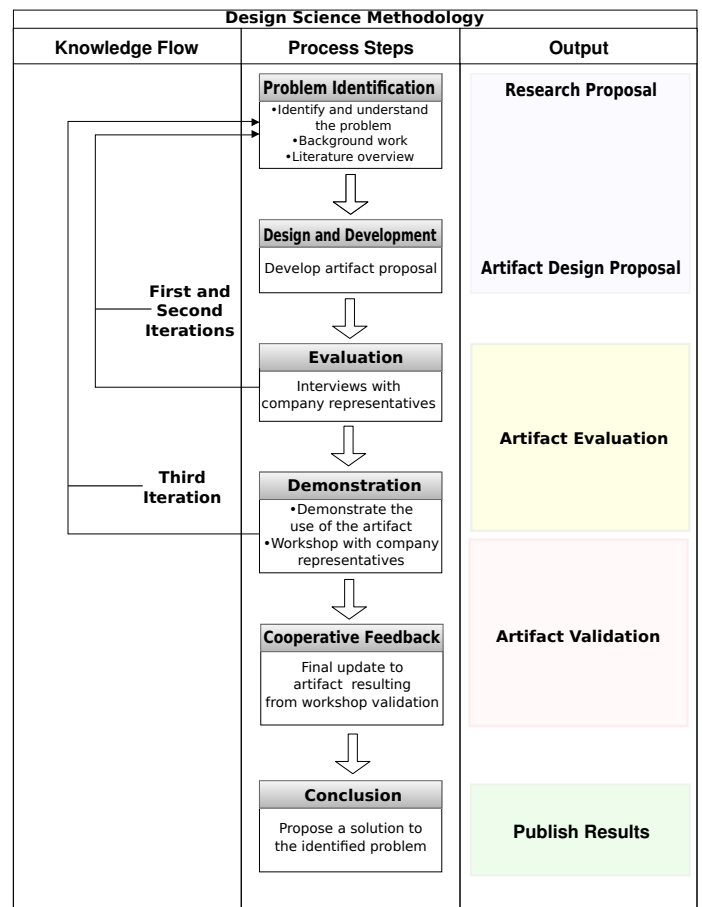 Design Science Methodology
Knowledge Flow
Process Steps
Output
Problem Identification
•Identify and understand
the problem
•Background work
•Literature overview
Research Proposal
Design and Development
Develop artifact proposal
Artifact Design Proposal
First and
Second
Iterations
Evaluation
Interviews with
company representatives
Artifact Evaluation
Third
Iteration
Demonstration
•Demonstrate the
use of the artifact
•Workshop with company
representatives
Cooperative Feedback
Final update to
artifact resulting
from workshop validation
Artifact Validation
Conclusion
Propose a solution to
the identified problem
Publish Results